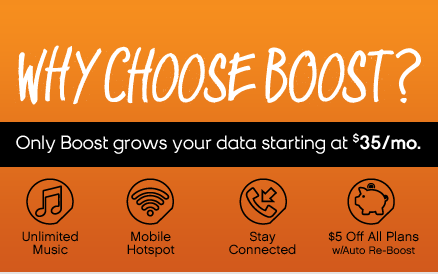 WHY CHOOSE BOOST?
Only Boost grows your data starting at $35/mo.
Unlimited
Music
Mobile
Hotspot
Stay
Connected
$5 Off All Plans
w/Auto Re-Boost